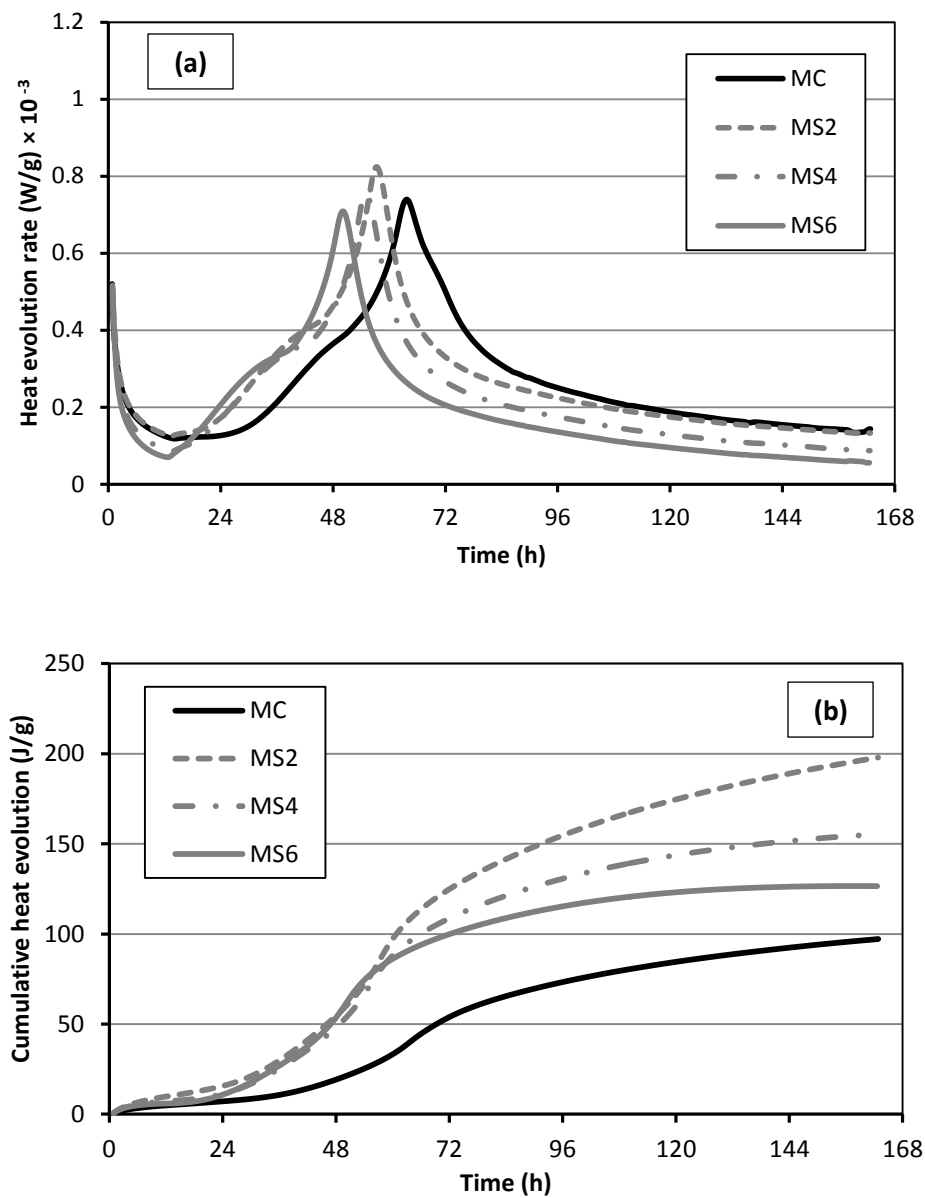 (a)
Heat evolution rate (W/g) × 10 -3
1.2
1
0.8
0.6
0.4
0.2
0
MC
MS2
MS4
MS6
0 24 48 72 96 120 144 168
Time (h)
(b)
Cumulative heat evolution (J/g)
250
200
150
100
50
0
MC
MS2
MS4
MS6
0 24 48 72 96 120 144 168
Time (h)